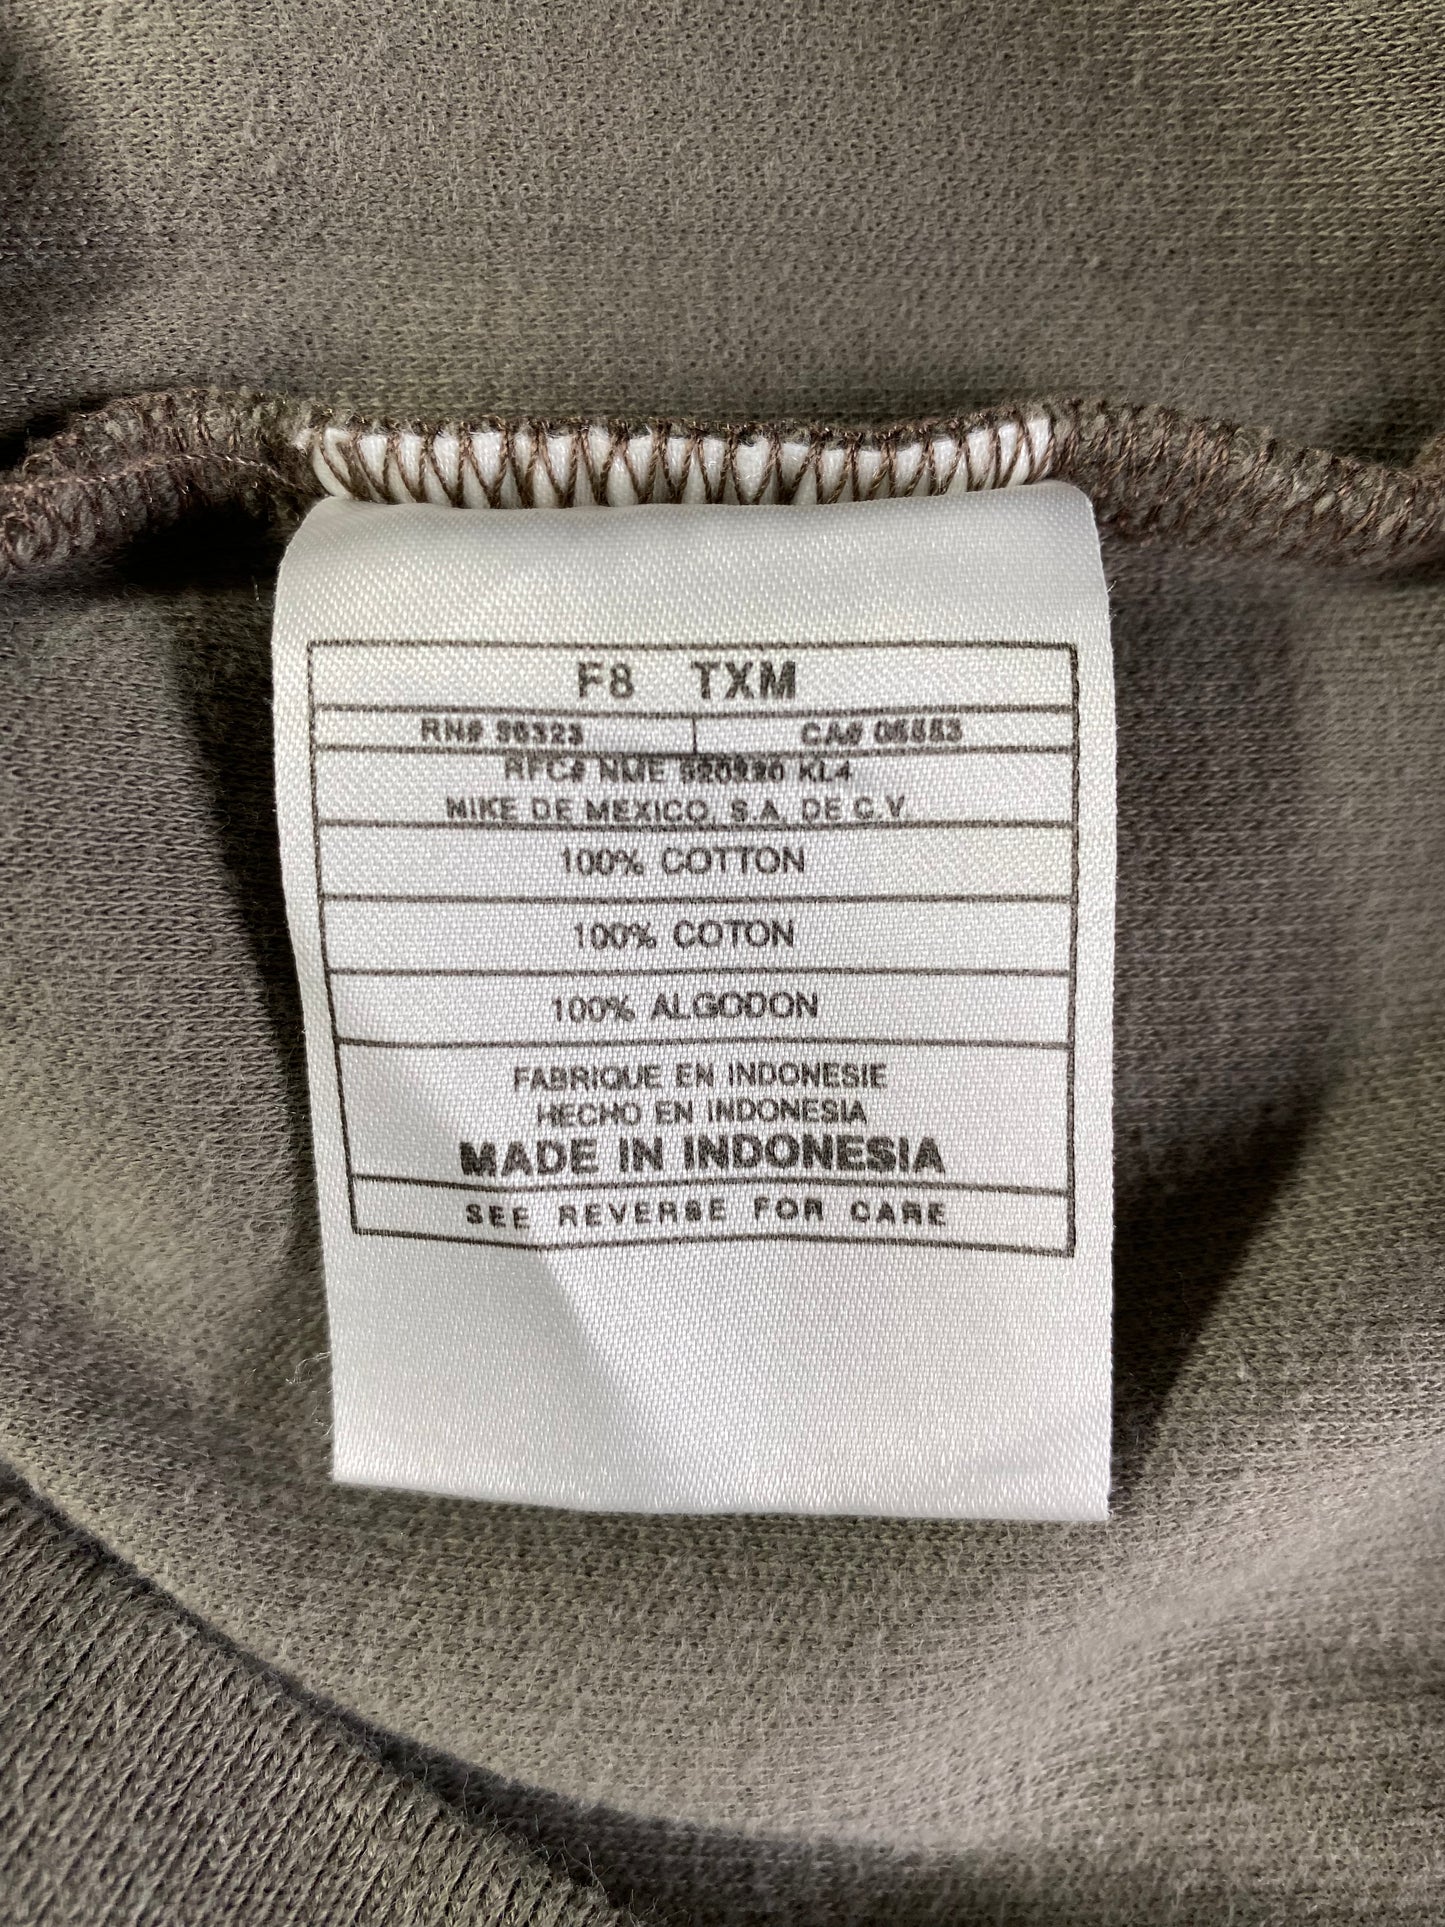 F8 TXM
RN# 56323
CA# 05553
RFC# NME 920930 KL4
NIKE DE MEXICO, S.A. DE C.V.
100% COTTON
100% COTON
100% ALGODON
FABRIQUE EN INDONESIE
HECHO EN INDONESIA
MADE IN INDONESIA
SEE REVERSE FOR CARE